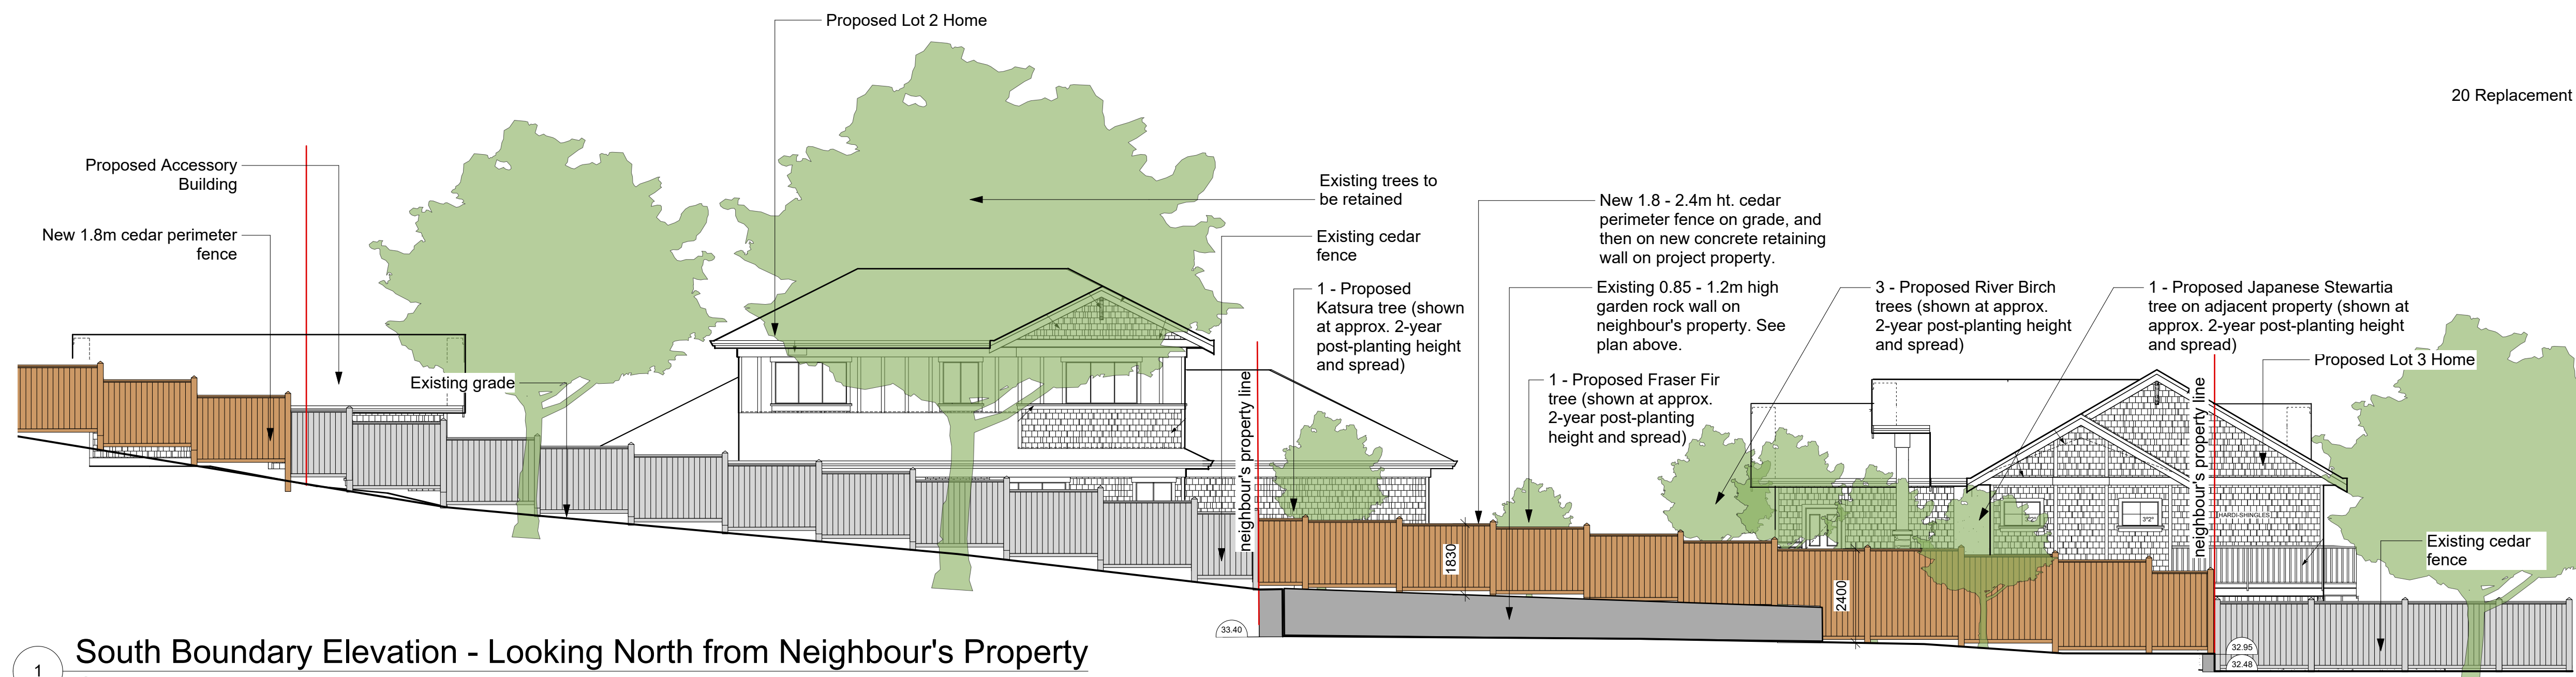 Proposed Lot 2 Home
20 Replacement
Proposed Accessory
Building
New 1.8m cedar perimeter
fence
Existing grade
Existing trees to
be retained
Existing cedar
fence
neighbour's property line
1 - Proposed
Katsura tree (shown
at approx. 2-year
post-planting height
and spread)
New 1.8 - 2.4m ht. cedar
perimeter fence on grade, and
then on new concrete retaining
wall on project property.
Existing 0.85 - 1.2m high
garden rock wall on
neighbour's property. See
plan above.
1 - Proposed Fraser Fir
tree (shown at approx.
2-year post-planting
height and spread)
3 - Proposed River Birch
trees (shown at approx.
2-year post-planting height
and spread)
1 - Proposed Japanese Stewartia
tree on adjacent property (shown at
approx. 2-year post-planting height
and spread)
Proposed Lot 3 Home
neighbour's property line
HARDI-SHINGLES
3'2"
Existing cedar
fence
1830
2400
33.40
32.95
32.48
1
South Boundary Elevation - Looking North from Neighbour's Property